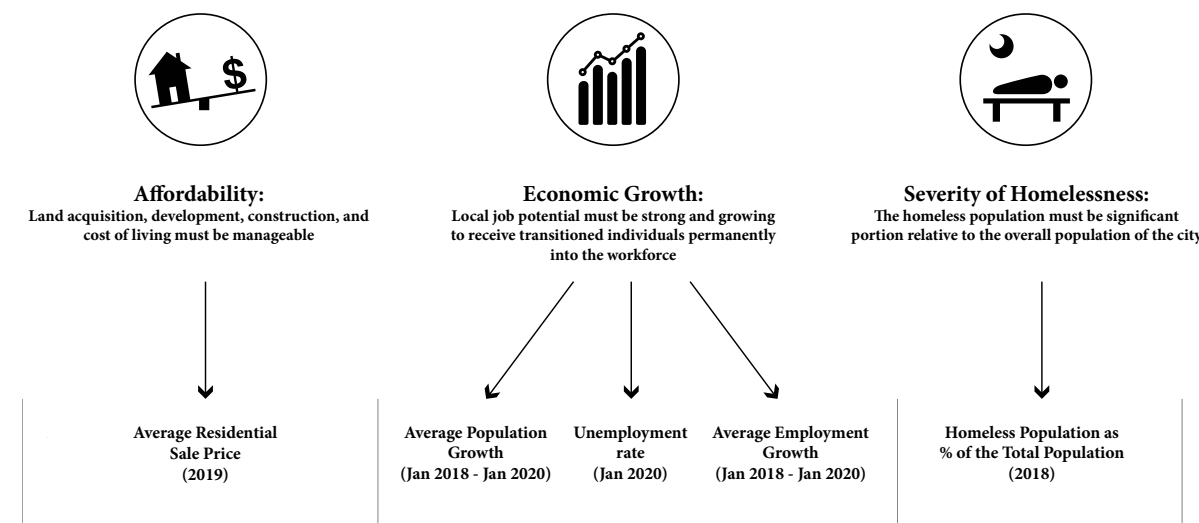 $
Affordability:
Land acquisition, development, construction, and
cost of living must be manageable
Economic Growth:
Local job potential must be strong and growing
to receive transitioned individuals permanently
into the workforce
Severity of Homelessness:
The homeless population must be significant
portion relative to the overall population of the city
Average Residential
Sale Price
(2019)
Average Population
Growth
(Jan 2018 - Jan 2020)
Unemployment
rate
(Jan 2020)
Average Employment
Growth
(Jan 2018 - Jan 2020)
Homeless Population as
% of the Total Population
(2018)